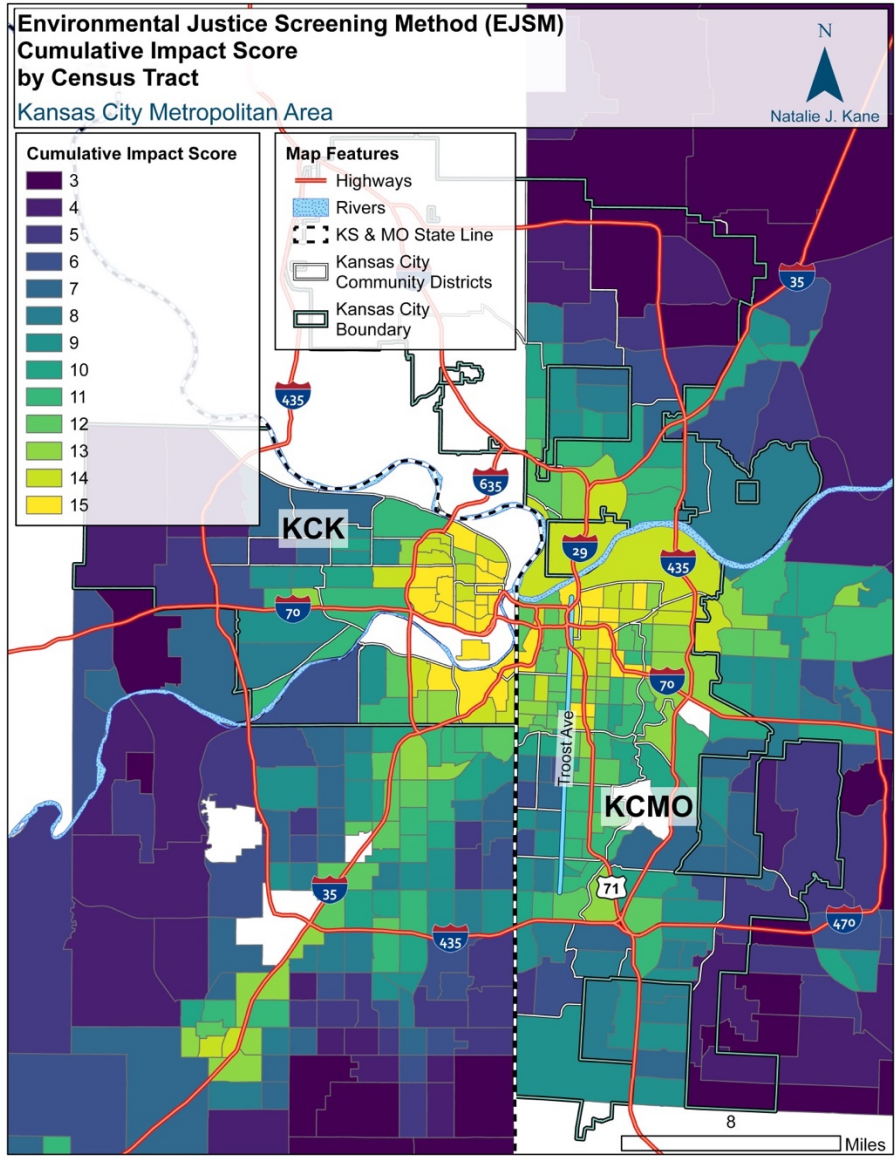 Environmental Justice Screening Method (EJSM)
Cumulative Impact Score
by Census Tract
Kansas City Metropolitan Area
N
Natalie J. Kane
Cumulative Impact Score
3
4
5
6
7
8
9
10
11
12
13
14
15
Map Features
Highways
Rivers
KS & MO State Line
Kansas City
Community Districts
Kansas City
Boundary
35
435
635
KCK
29
435
70
70
Troost Ave
KCMO
71
35
435
470
8
Miles